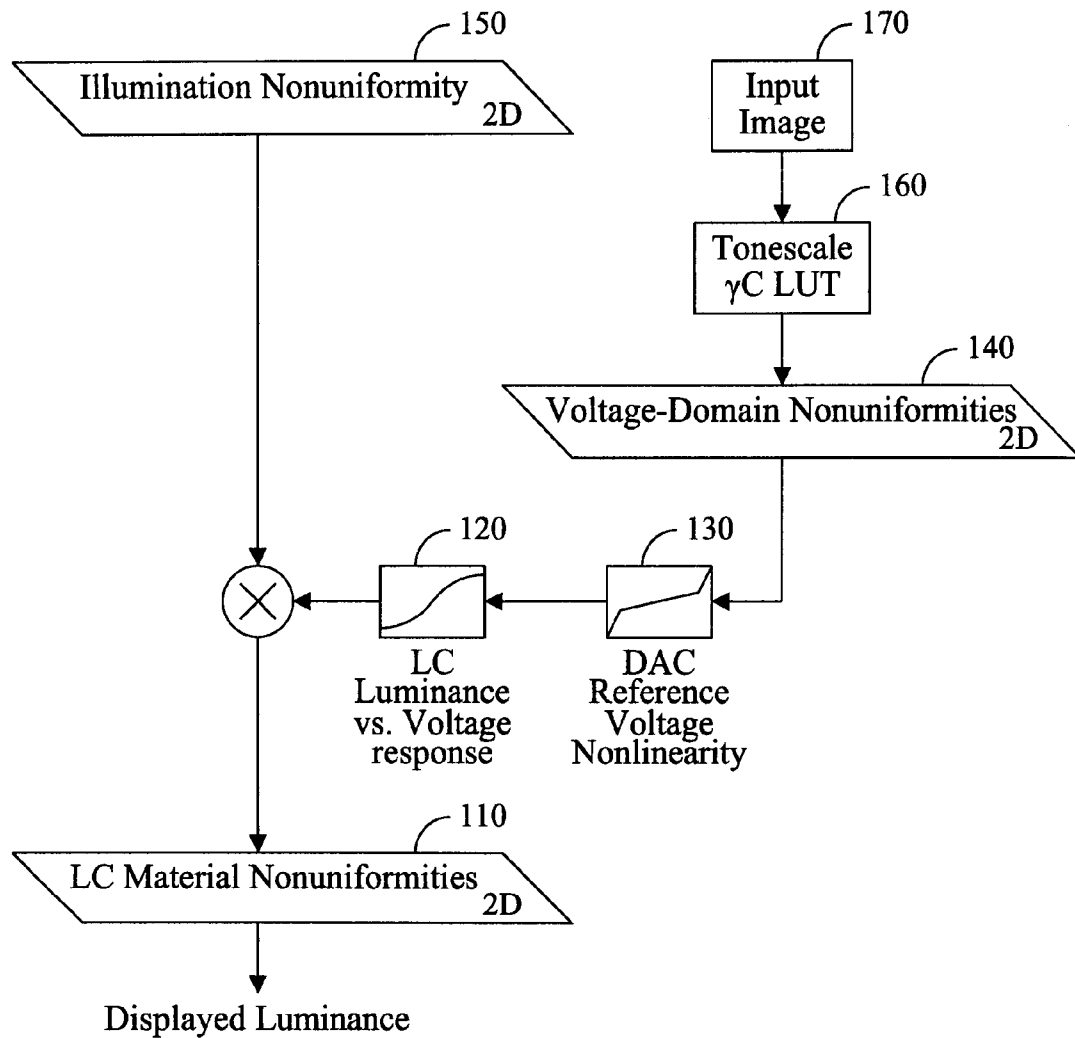 150
Illumination Nonuniformity
2D
170
Input
Image
160
Tonescale
γC LUT
140
Voltage-Domain Nonuniformities
2D
120
130
LC
Luminance
vs. Voltage
response
DAC
Reference
Voltage
Nonlinearity
110
LC Material Nonuniformities
2D
Displayed Luminance